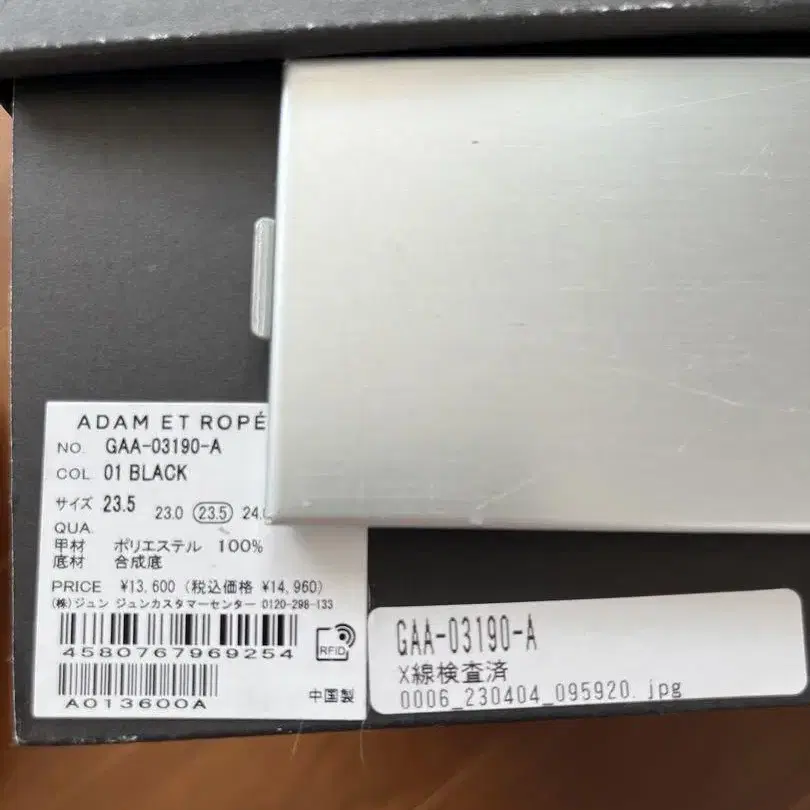 ADAM ET ROPÉ
NO. GAA-03190-A
COL 01 BLACK
サイズ 23.5 23.0 23.5 24.
QUA.
甲材 ポリエステル 100%
底材 合成底
PRICE ¥13,600 (税込価格 ¥14,960)
(株)ジュン ジュンカスタマーセンター 0120-298-133
4580767969254
RFID
A013600A
中国製
GAA-03190-A
X線検査済
0006_230404_095920.jpg